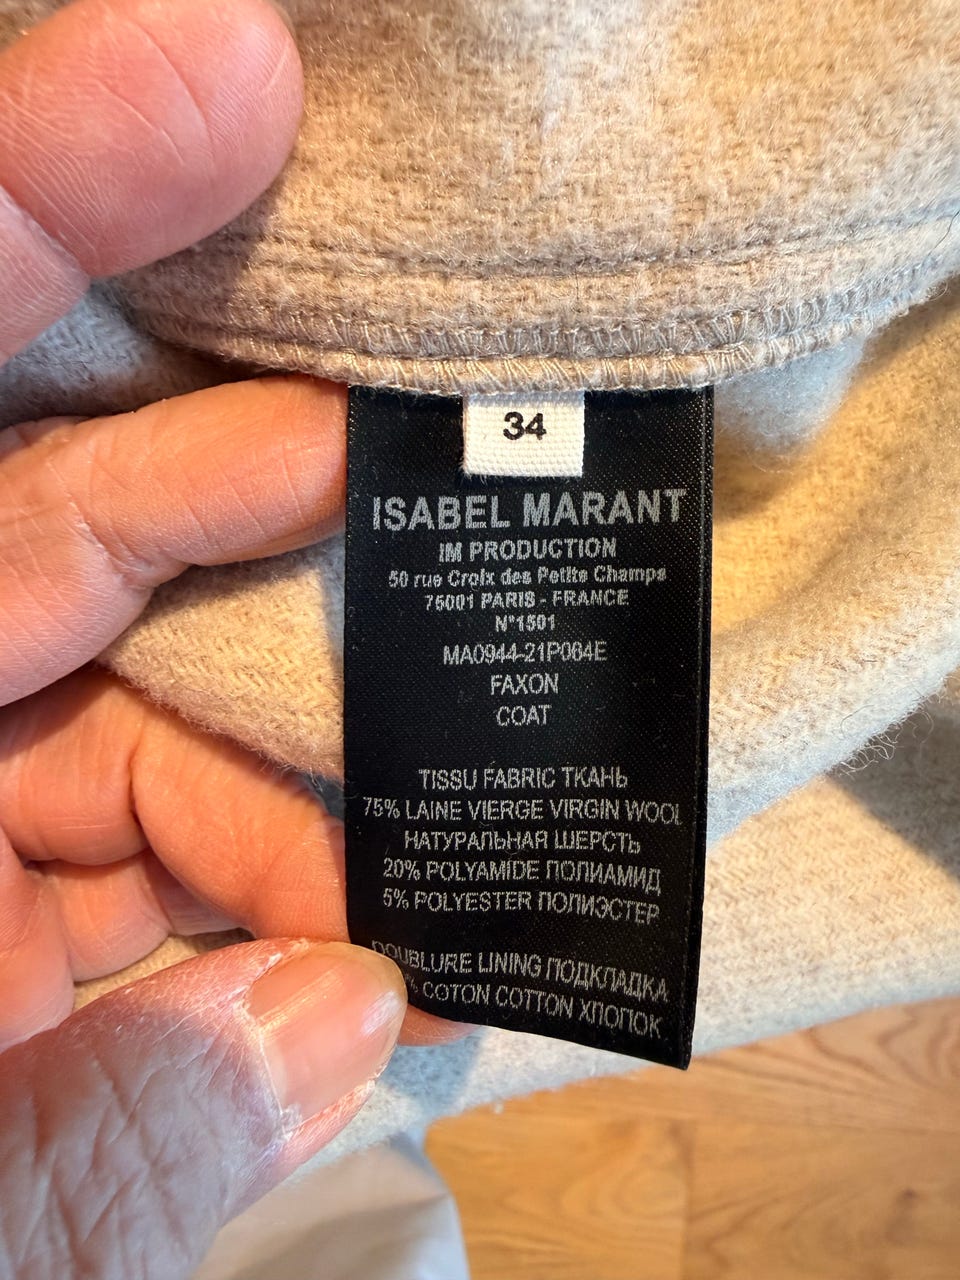 34
ISABEL MARANT
IM PRODUCTION
50 rue Croix des Petits Champs
75001 PARIS - FRANCE
N°1501
MA0944-21P064E
FAXON
COAT
TISSU FABRIC ТКАНЬ
75% LAINE VIERGE VIRGIN WOOL
НАТУРАЛЬНАЯ ШЕРСТЬ
20% POLYAMIDE ПОЛИАМИД
5% POLYESTER ПОЛИЭСТЕР
DOUBLURE LINING ПОДКЛАДКА
% COTON COTTON ХЛОПОК